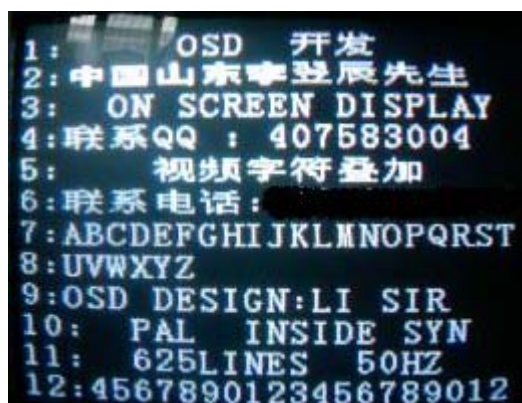 1: OSD 开发
2:中国山东李登辰先生
3: ON SCREEN DISPLAY
4:联系QQ : 407583004
5: 视频字符叠加
6:联系电话:
7:ABCDEFGHIJKLMNOPQRST
8:UVWXYZ
9:OSD DESIGN:LI SIR
10: PAL INSIDE SYN
11: 625LINES 50HZ
12:4567890123456789012